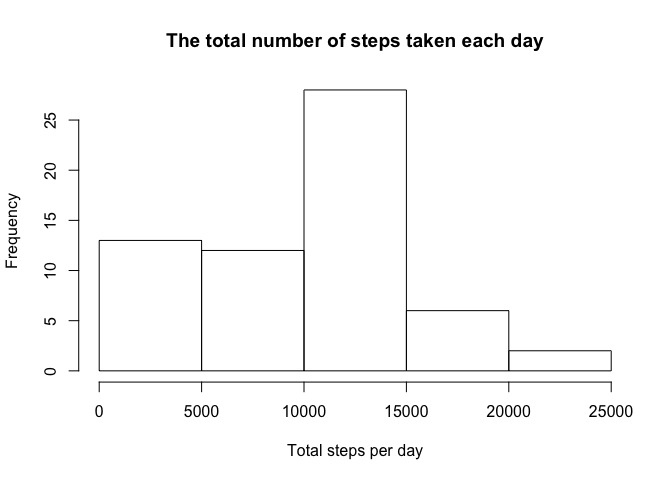 The total number of steps taken each day
Frequency
25
20
15
10
5
0
0 5000 10000 15000 20000 25000
Total steps per day